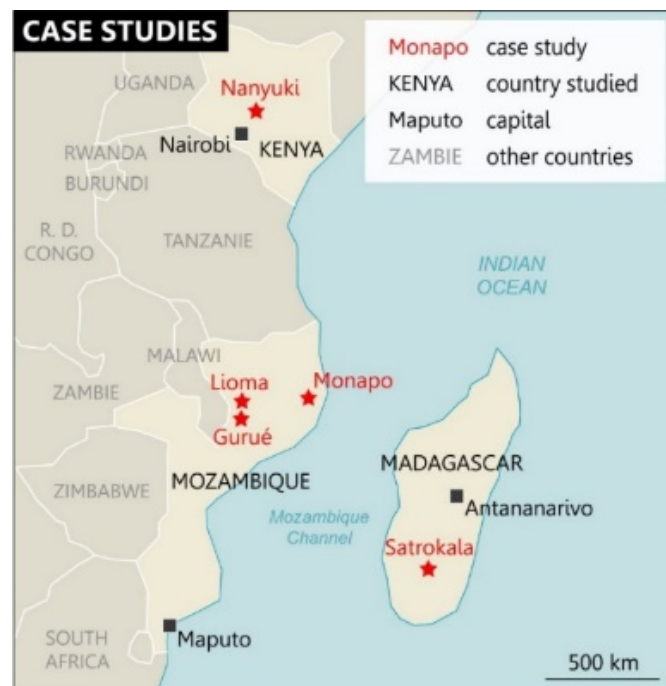 CASE STUDIES
Monapo case study
KENYA country studied
Maputo capital
ZAMBIE other countries
UGANDA
Nanyuki
Nairobi
KENYA
RWANDA
BURUNDI
R. D.
CONGO
TANZANIE
INDIAN
OCEAN
MALAWI
Lioma
Monapo
ZAMBIE
Gurué
MADAGASCAR
MOZAMBIQUE
ZIMBABWE
Antananarivo
Mozambique
Channel
Satrokala
Maputo
SOUTH
AFRICA
500 km